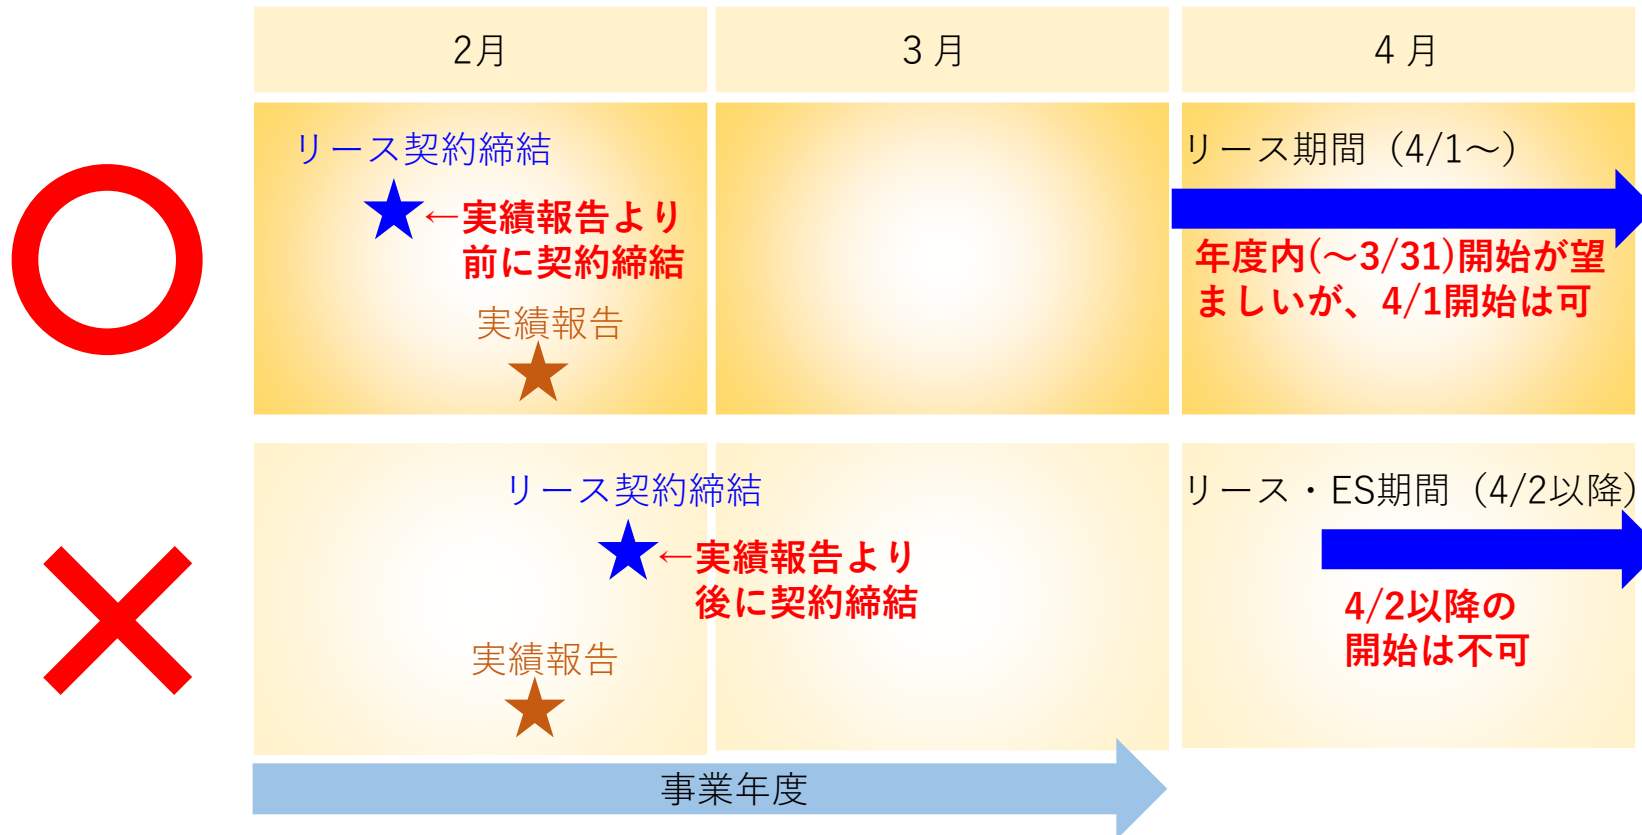 2月
3月
4月
リース契約締結
←実績報告より
前に契約締結
実績報告
リース期間（4/1～）
年度内(～3/31)開始が望
ましいが、4/1開始は可
リース契約締結
←実績報告より
後に契約締結
実績報告
リース・ES期間（4/2以降）
4/2以降の
開始は不可
事業年度